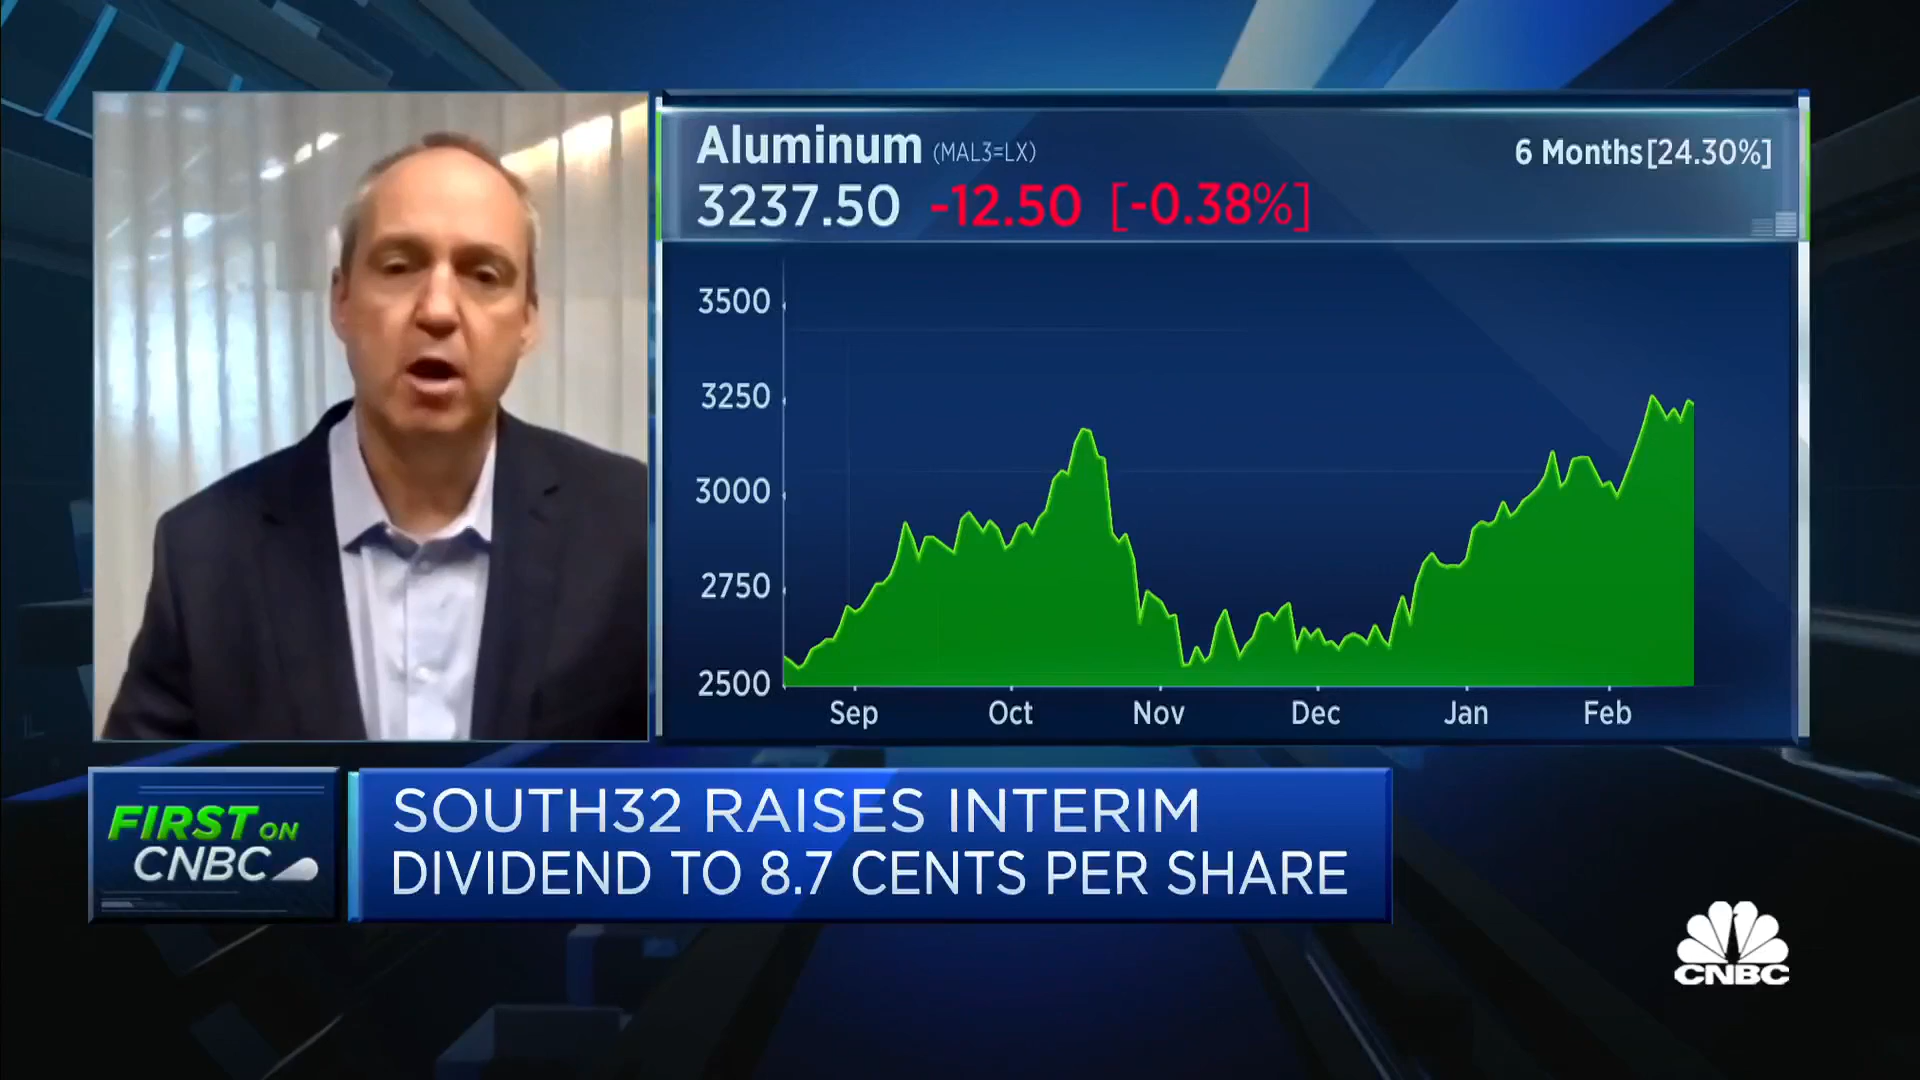 Aluminum (MAL3=LX)
6 Months[24.30%]
3237.50 -12.50 [-0.38%]
3500
3250
3000
2750
2500
Sep Oct Nov Dec Jan Feb
FIRST ON
CNBC
SOUTH32 RAISES INTERIM
DIVIDEND TO 8.7 CENTS PER SHARE
CNBC